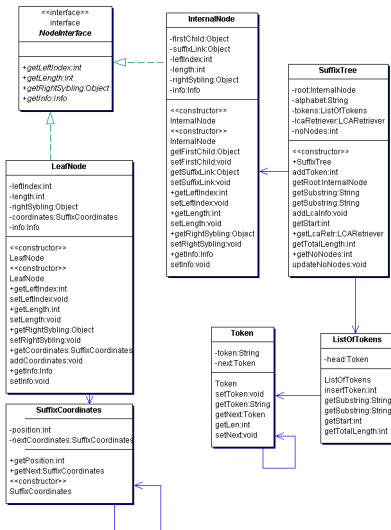 <<interface>>
interface
NodeInterface
+getLeftIndex:int
+getLength:int
+getRightSybling:Object
+getInfo:Info
InternalNode
-firstChild:Object
-suffixLink:Object
-leftIndex:int
-length:int
-rightSybling:Object
-info:Info
<<constructor>>
InternalNode
<<constructor>>
InternalNode
getFirstChild:Object
setFirstChild:void
getSuffixLink:Object
setSuffixLink:void
+getLeftIndex:int
setLeftIndex:void
+getLength:int
setLength:void
+getRightSybling:Object
setRightSybling:void
+getInfo:Info
setInfo:void
SuffixTree
-root:InternalNode
-alphabet:String
-tokens:ListOfTokens
-lcaRetriever:LCARetriever
-noNodes:int
<<constructor>>
+SuffixTree
addToken:int
getRoot:InternalNode
getSubstring:String
getSubstring:String
addLcaInfo:void
getStart:int
+getLcaRetr:LCARetriever
getTotalLength:int
+getNoNodes:int
updateNoNodes:void
LeafNode
-leftIndex:int
-length:int
-rightSybling:Object
-coordinates:SuffixCoordinates
-info:Info
<<constructor>>
LeafNode
<<constructor>>
LeafNode
+getLeftIndex:int
setLeftIndex:void
+getLength:int
setLength:void
+getRightSybling:Object
setRightSybling:void
+getCoordinates:SuffixCoordinates
addCoordinates:void
+getInfo:Info
setInfo:void
Token
-token:String
-next:Token
Token
setToken:void
getToken:String
getNext:Token
getLen:int
setNext:void
ListOfTokens
-head:Token
ListOfTokens
insertToken:int
getSubstring:String
getSubstring:String
getStart:int
getTotalLength:int
SuffixCoordinates
-position:int
-nextCoordinates:SuffixCoordinates
+getPosition:int
+getNext:SuffixCoordinates
<<constructor>>
SuffixCoordinates